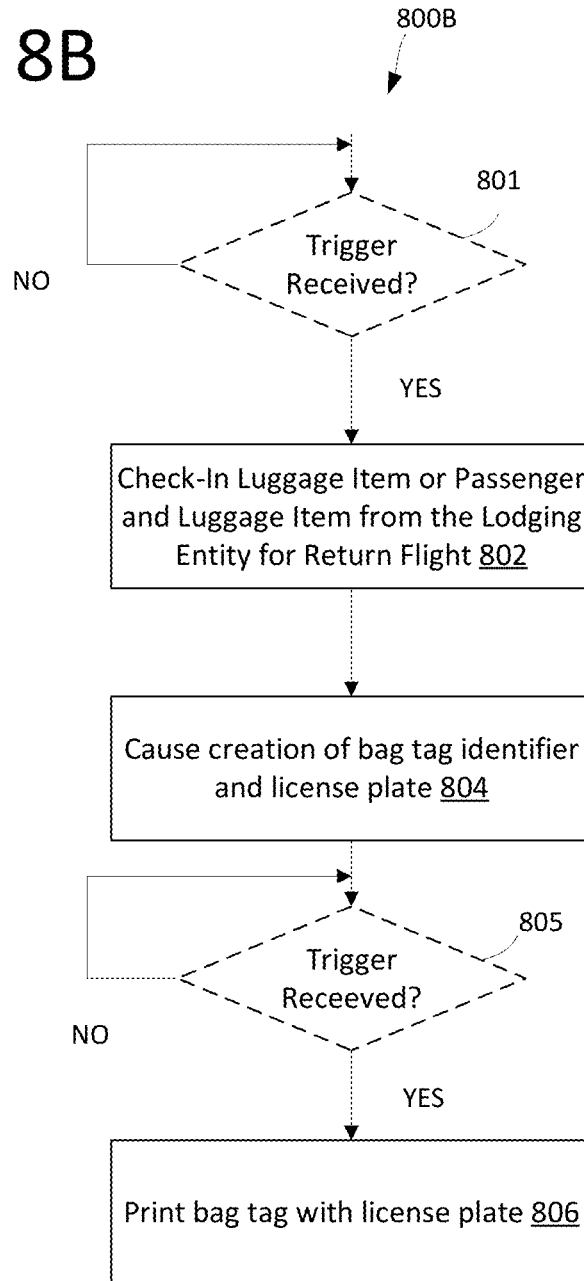 8B
800B
801
Trigger
Received?
NO
YES
Check-In Luggage Item or Passenger
and Luggage Item from the Lodging
Entity for Return Flight 802
Cause creation of bag tag identifier
and license plate 804
805
Trigger
Receeved?
NO
YES
Print bag tag with license plate 806